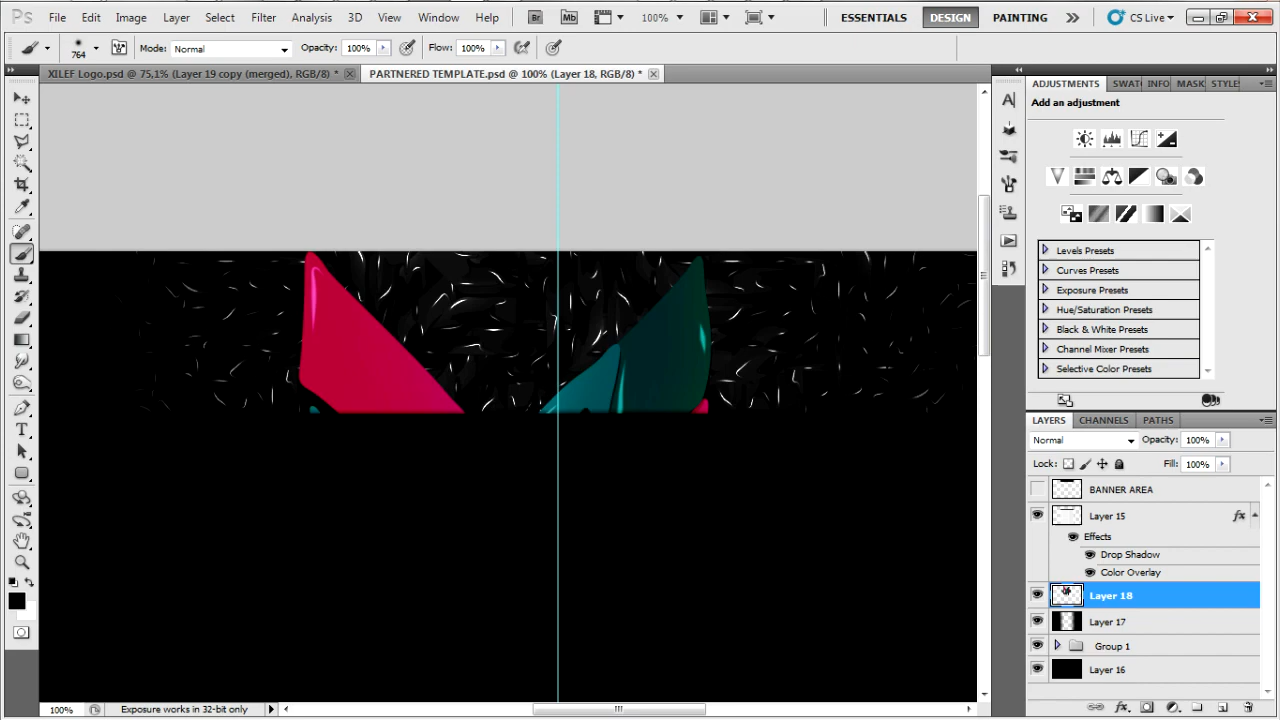 Ps File Edit Image Layer Select Filter Analysis 3D View Window Help Br Mb 100% ESSENTIALS DESIGN PAINTING CS Live
764 Mode: Normal Opacity: 100% Flow: 100%
XILEF Logo.psd @ 75,1% (Layer 19 copy (merged), RGB/8) * PARTNERED TEMPLATE.psd @ 100% (Layer 18, RGB/8) *
ADJUSTMENTS SWAT INFO MASK STYLE
Add an adjustment
Levels Presets
Curves Presets
Exposure Presets
Hue/Saturation Presets
Black & White Presets
Channel Mixer Presets
Selective Color Presets
LAYERS CHANNELS PATHS
Normal Opacity: 100%
Lock: Fill: 100%
BANNER AREA
Layer 15 fx
Effects
Drop Shadow
Color Overlay
Layer 18
Layer 17
Group 1
Layer 16
100% Exposure works in 32-bit only